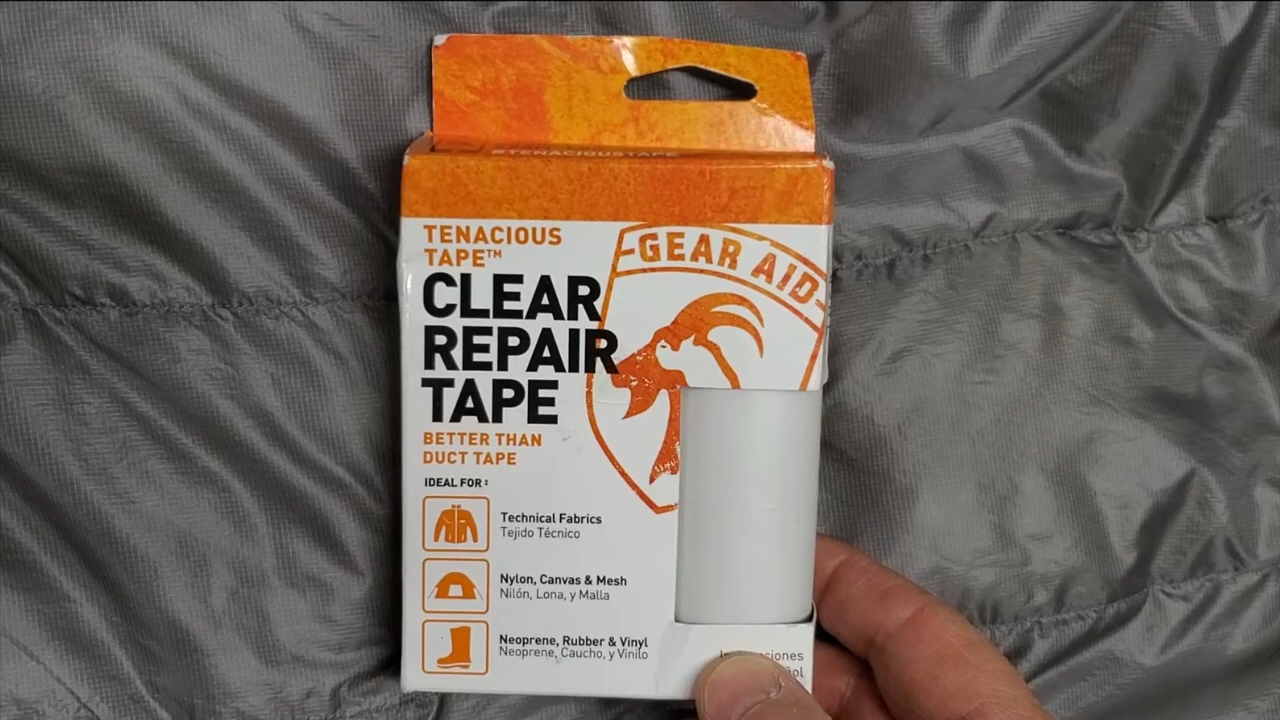 #TENACIOUSTAPE
TENACIOUS
TAPE™
CLEAR
REPAIR
TAPE
BETTER THAN
DUCT TAPE
GEAR AID
IDEAL FOR:
Technical Fabrics
Tejido Técnico
Nylon, Canvas & Mesh
Nilón, Lona, y Malla
Neoprene, Rubber & Vinyl
Neoprene, Caucho, y Vinilo